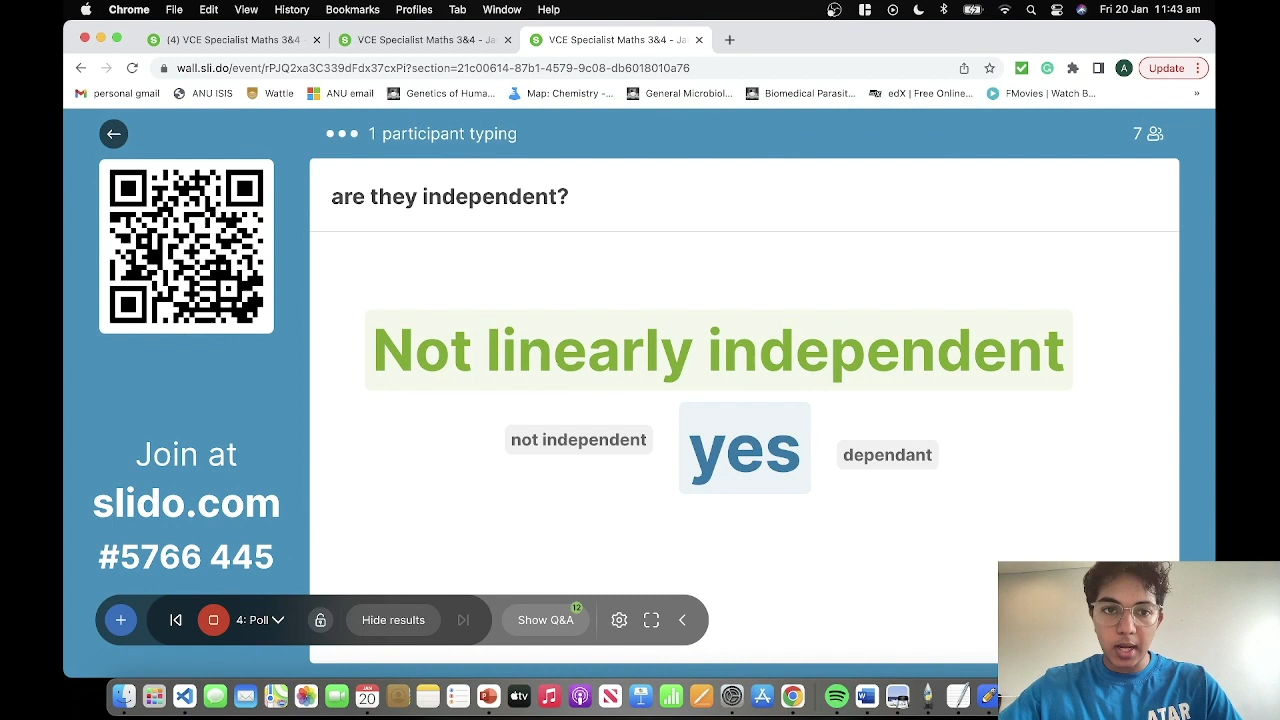 Chrome File Edit View History Bookmarks Profiles Tab Window Help Fri 20 Jan 11:43 am
(4) VCE Specialist Maths 3&4 - VCE Specialist Maths 3&4 - Ja VCE Specialist Maths 3&4 - Ja
wall.sli.do/event/rPJQ2xa3C339dFdx37cxPi?section=21c00614-87b1-4579-9c08-db6018010a76 A Update
personal gmail ANU ISIS Wattle ANU email Genetics of Huma... Map: Chemistry -... General Microbiol... Biomedical Parasit... edX | Free Online... FMovies | Watch B... »
1 participant typing 7
are they independent?
Not linearly independent
not independent yes dependant
Join at
slido.com
#5766 445
4: Poll Hide results Show Q&A 12
JAN
20
tv
ATAR